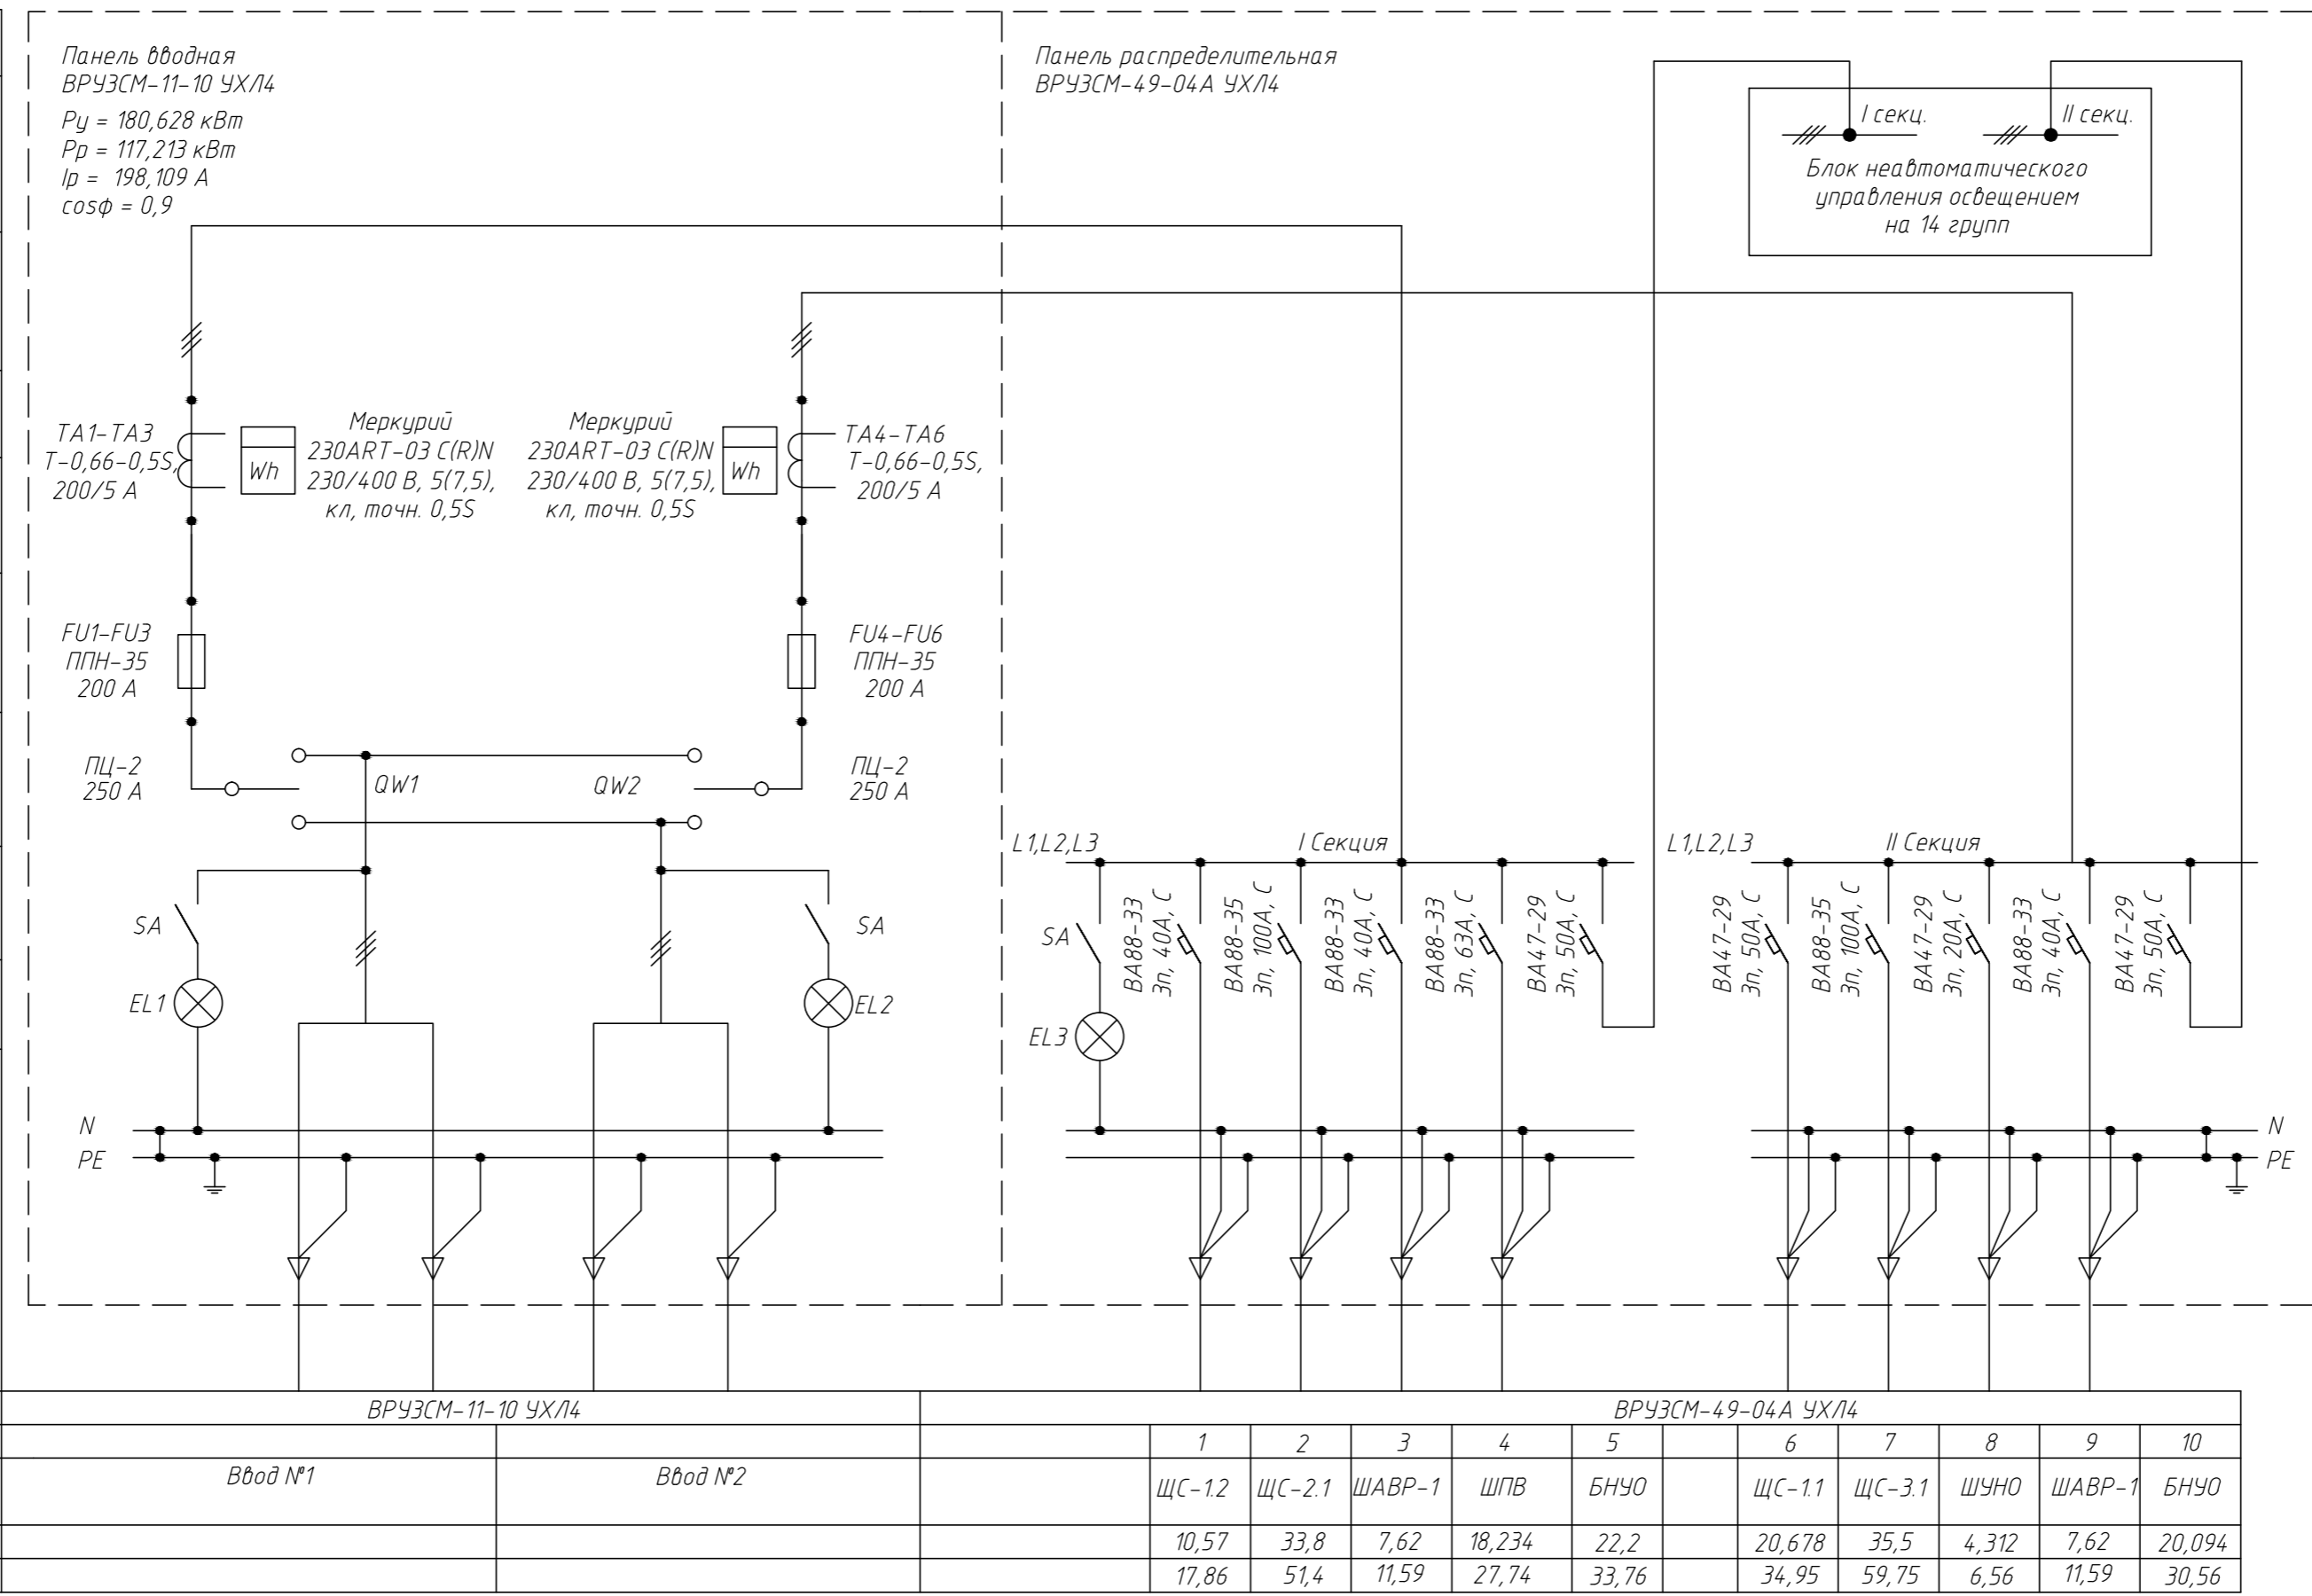 Панель вводная
ВРУ3СМ-11-10 УХЛ4
Ру = 180,628 кВт
Рр = 117,213 кВт
Iр = 198,109 А
cosφ = 0,9
Панель распределительная
ВРУ3СМ-49-04А УХЛ4
I секц.
II секц.
Блок неавтоматического
управления освещением
на 14 групп
ТА1-ТА3
Т-0,66-0,5S,
200/5 А
Wh
Меркурий
230ART-03 C(R)N
230/400 В, 5(7,5),
кл, точн. 0,5S
Меркурий
230ART-03 C(R)N
230/400 В, 5(7,5),
кл, точн. 0,5S
Wh
ТА4-ТА6
Т-0,66-0,5S,
200/5 А
FU1-FU3
ППН-35
200 А
FU4-FU6
ППН-35
200 А
ПЦ-2
250 А
QW1
QW2
ПЦ-2
250 А
SA
EL1
SA
EL2
N
PE
L1,L2,L3
I Секция
SA
EL3
ВА88-33
3п, 40А, С
ВА88-35
3п, 100А, С
ВА88-33
3п, 40А, С
ВА88-33
3п, 63А, С
ВА47-29
3п, 50А, С
L1,L2,L3
II Секция
ВА47-29
3п, 50А, С
ВА88-35
3п, 100А, С
ВА47-29
3п, 20А, С
ВА88-33
3п, 40А, С
ВА47-29
3п, 50А, С
N
PE
ВРУ3СМ-11-10 УХЛ4 ВРУ3СМ-49-04А УХЛ4
1 2 3 4 5 6 7 8 9 10
Ввод №1 Ввод №2 ЩС-1.2 ЩС-2.1 ШАВР-1 ШПВ БНУО ЩС-1.1 ЩС-3.1 ШУНО ШАВР-1 БНУО
10,57 33,8 7,62 18,234 22,2 20,678 35,5 4,312 7,62 20,094
17,86 51,4 11,59 27,74 33,76 34,95 59,75 6,56 11,59 30,56